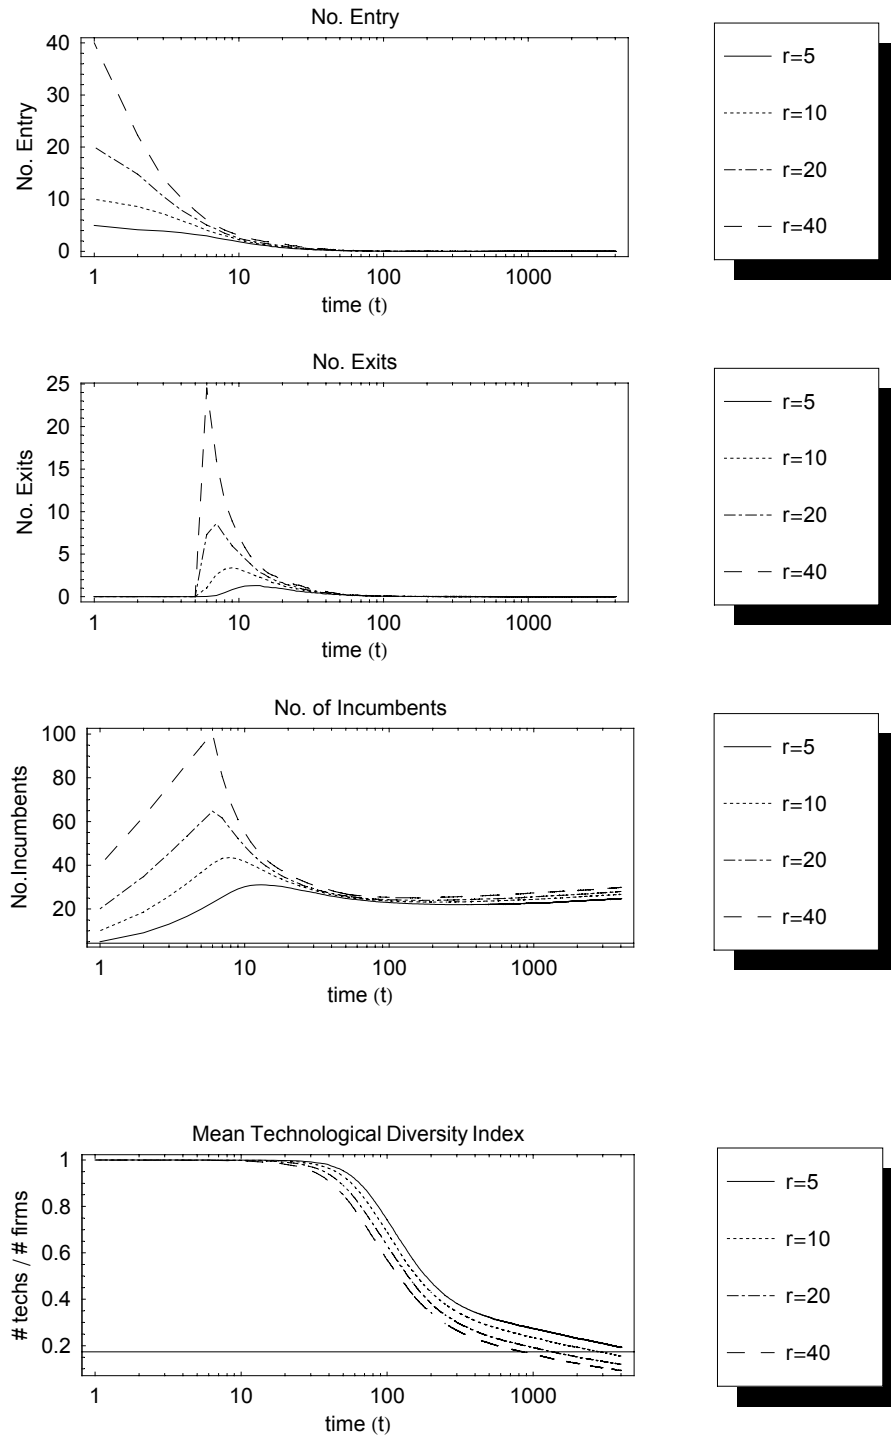 No. Entry
No. Entry
40
30
20
10
0
1 10 100 1000
time (t)
r=5
r=10
r=20
r=40
No. Exits
No. Exits
25
20
15
10
5
0
1 10 100 1000
time (t)
r=5
r=10
r=20
r=40
No. of Incumbents
No.Incumbents
100
80
60
40
20
1 10 100 1000
time (t)
r=5
r=10
r=20
r=40
Mean Technological Diversity Index
# techs / # firms
1
0.8
0.6
0.4
0.2
1 10 100 1000
time (t)
r=5
r=10
r=20
r=40